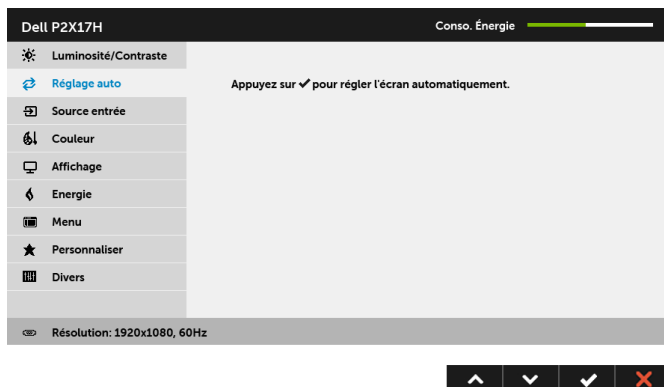 Dell P2X17H
Conso. Énergie
Luminosité/Contraste
Réglage auto
Appuyez sur ✓ pour régler l'écran automatiquement.
Source entrée
Couleur
Affichage
Energie
Menu
Personnaliser
Divers
Résolution: 1920x1080, 60Hz